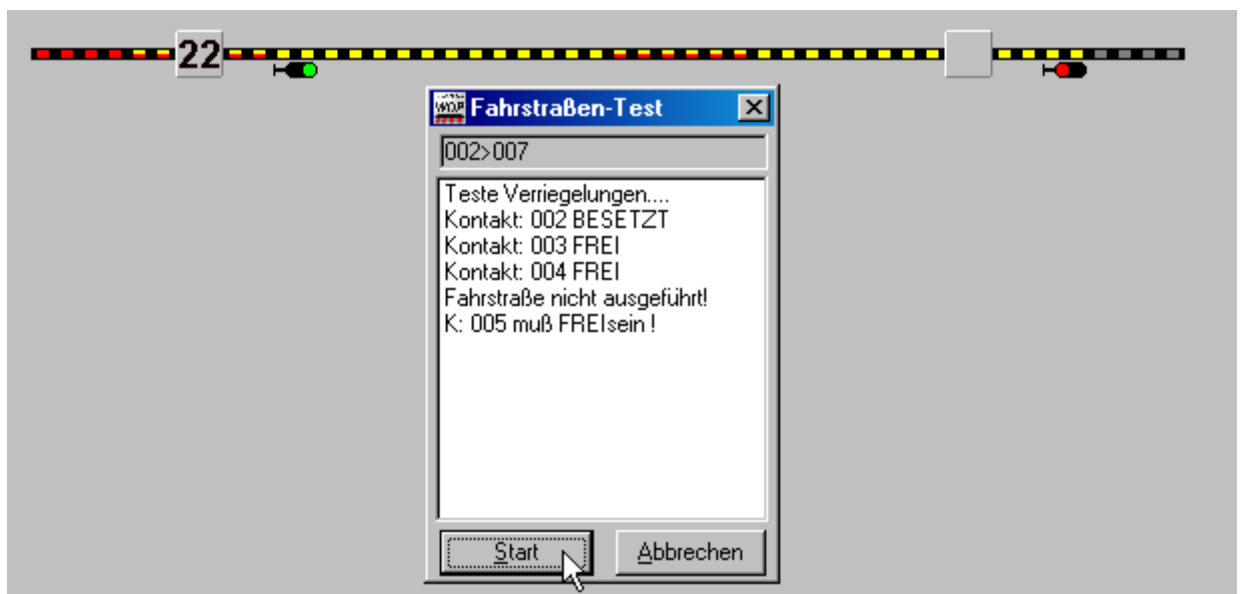 22
Fahrstraßen-Test
002>007
Teste Verriegelungen....
Kontakt: 002 BESETZT
Kontakt: 003 FREI
Kontakt: 004 FREI
Fahrstraße nicht ausgeführt!
K: 005 muß FREIsein !
Start Abbrechen